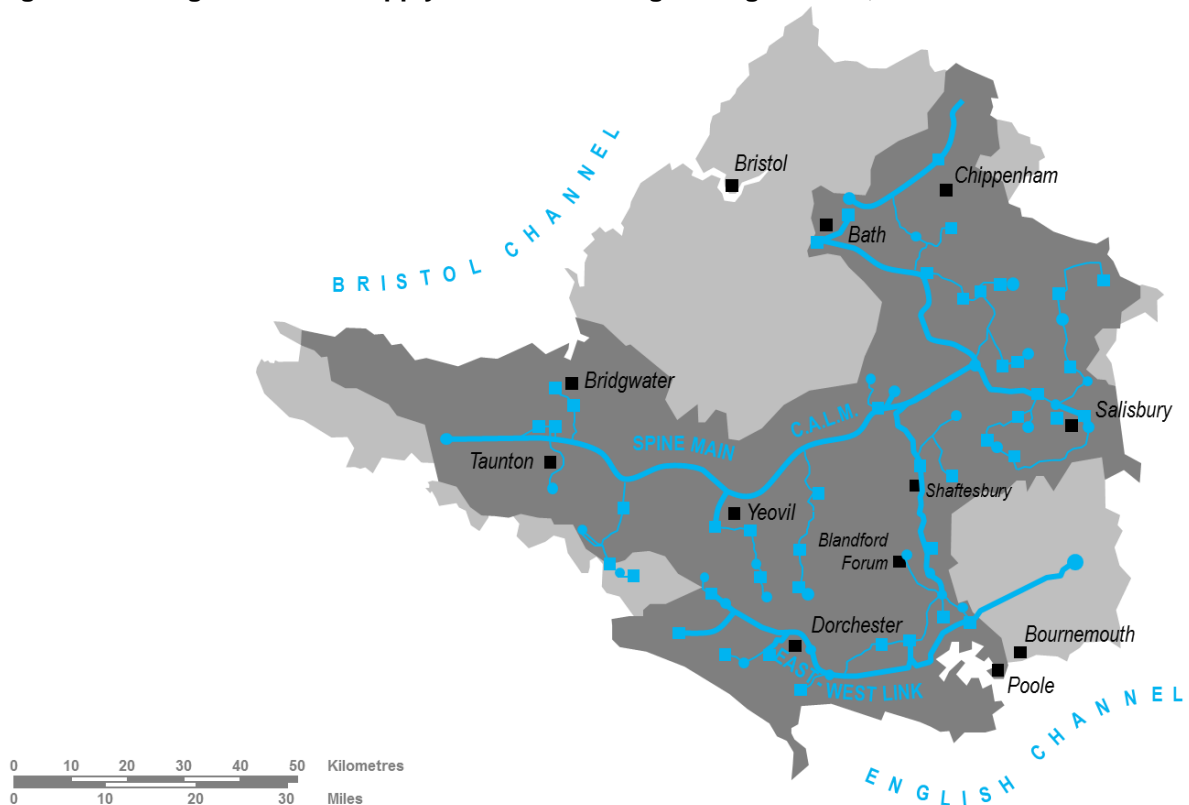 BRISTOL CHANNEL
Bristol
Chippenham
Bath
Bridgwater
Salisbury
C.A.L.M.
SPINE MAIN
Taunton
Shaftesbury
Yeovil
Blandford
Forum
Dorchester
Bournemouth
EAST-WEST LINK
Poole
ENGLISH CHANNEL
0 10 20 30 40 50 Kilometres
0 10 20 30 Miles